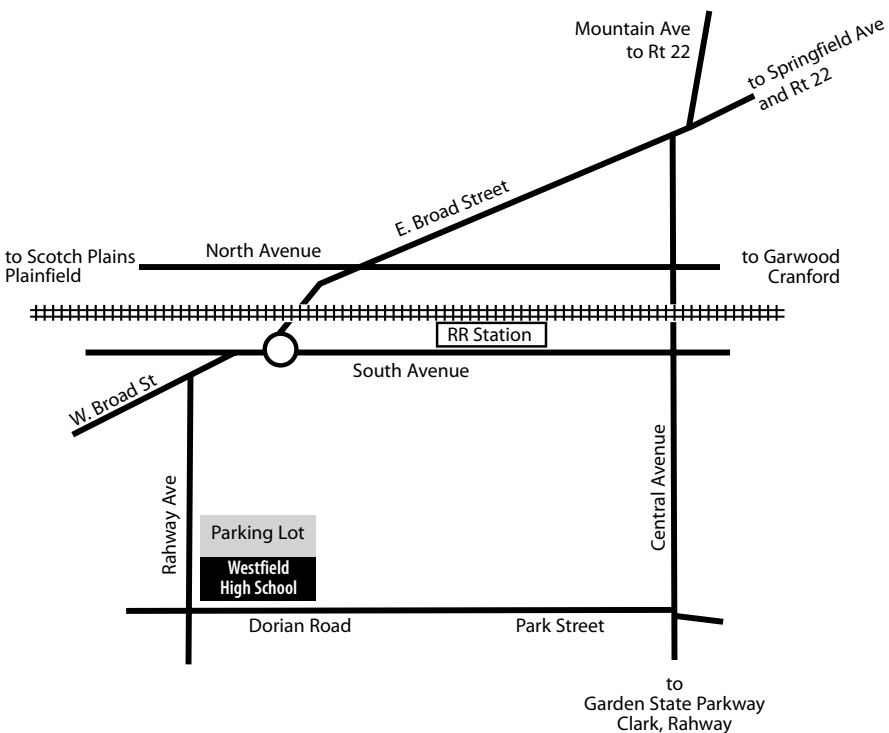 Mountain Ave
to Rt 22
to Springfield Ave
and Rt 22
E. Broad Street
North Avenue
to Scotch Plains
Plainfield
to Garwood
Cranford
RR Station
South Avenue
W. Broad St
Rahway Ave
Central Avenue
Parking Lot
Westfield
High School
Dorian Road
Park Street
to
Garden State Parkway
Clark, Rahway